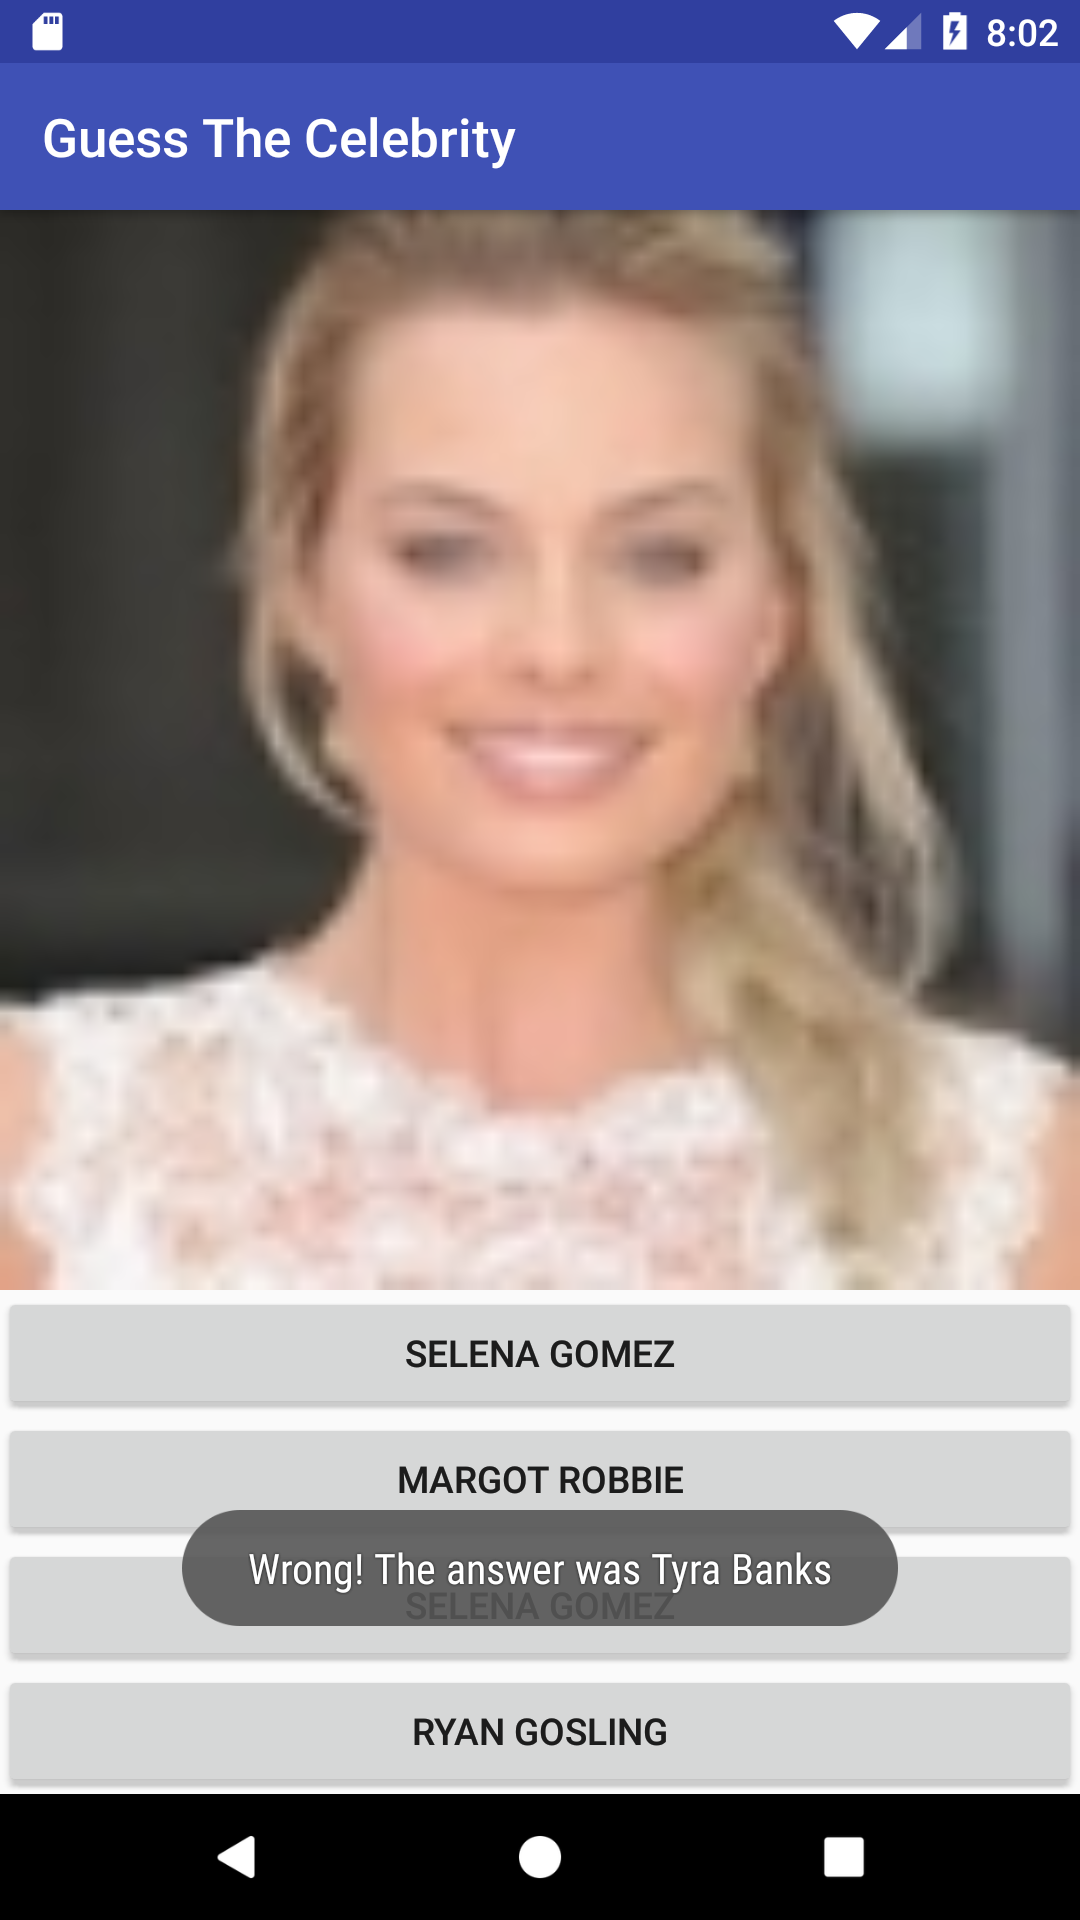 8:02
Guess The Celebrity
SELENA GOMEZ
MARGOT ROBBIE
Wrong! The answer was Tyra Banks
SELENA GOMEZ
RYAN GOSLING